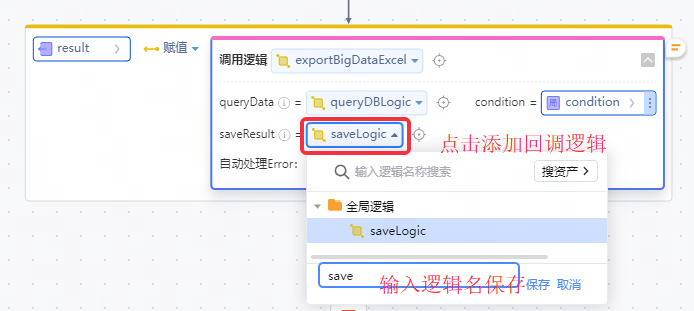 result
赋值
调用逻辑 exportBigDataExcel
queryData = queryDBLogic condition = condition
saveResult = saveLogic
点击添加回调逻辑
自动处理Error:
输入逻辑名称搜索
搜资产
全局逻辑
saveLogic
save
输入逻辑名保存
保存 取消